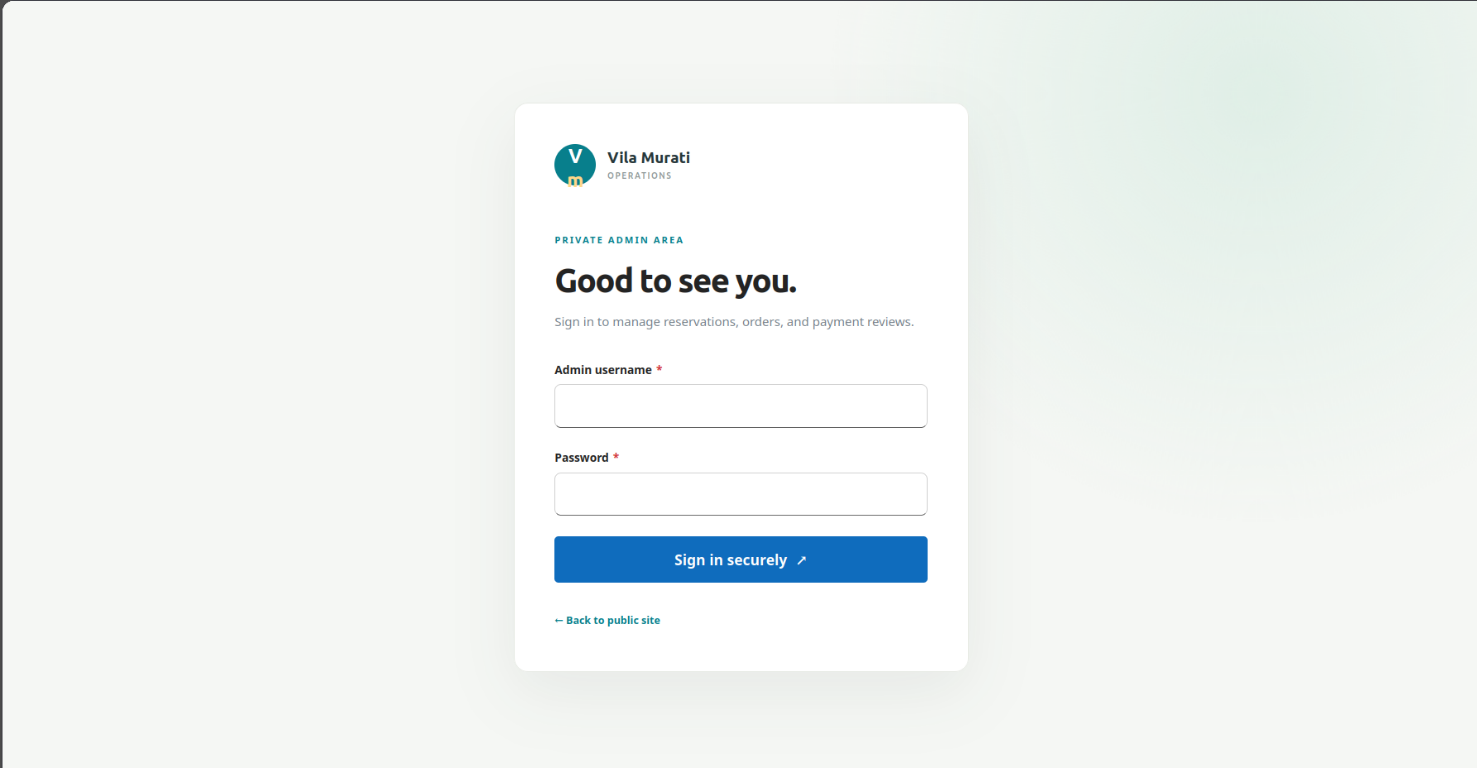 V
m
Vila Murati
OPERATIONS
PRIVATE ADMIN AREA
Good to see you.
Sign in to manage reservations, orders, and payment reviews.
Admin username *
Password *
Sign in securely ↗
← Back to public site